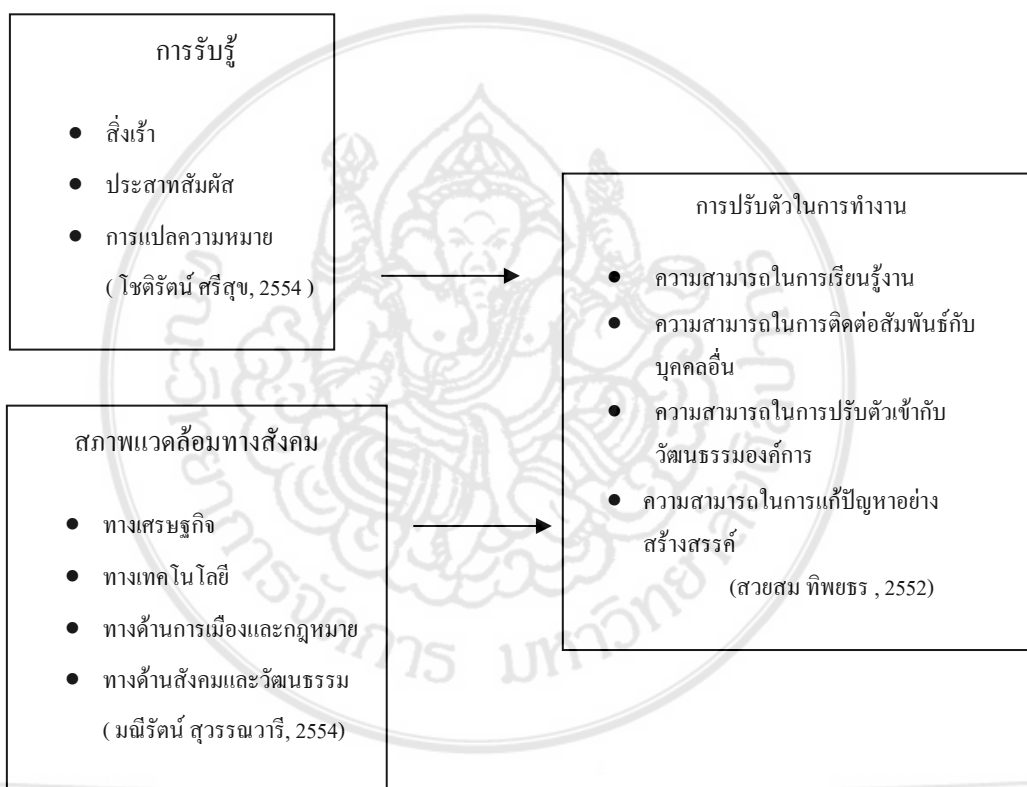 การรับรู้
● สิ่งเร้า
● ประสาทสัมผัส
● การแปลความหมาย
( โชติรัตน์ ศรีสุข, 2554 )
สภาพแวดล้อมทางสังคม
● ทางเศรษฐกิจ
● ทางเทคโนโลยี
● ทางด้านการเมืองและกฎหมาย
● ทางด้านสังคมและวัฒนธรรม
( มณีรัตน์ สุวรรณวารี, 2554)
การปรับตัวในการทำงาน
● ความสามารถในการเรียนรู้งาน
● ความสามารถในการติดต่อสัมพันธ์กับ
บุคคลอื่น
● ความสามารถในการปรับตัวเข้ากับ
วัฒนธรรมองค์การ
● ความสามารถในการแก้ปัญหาอย่าง
สร้างสรรค์
(สวยสม ทิพยธร , 2552)